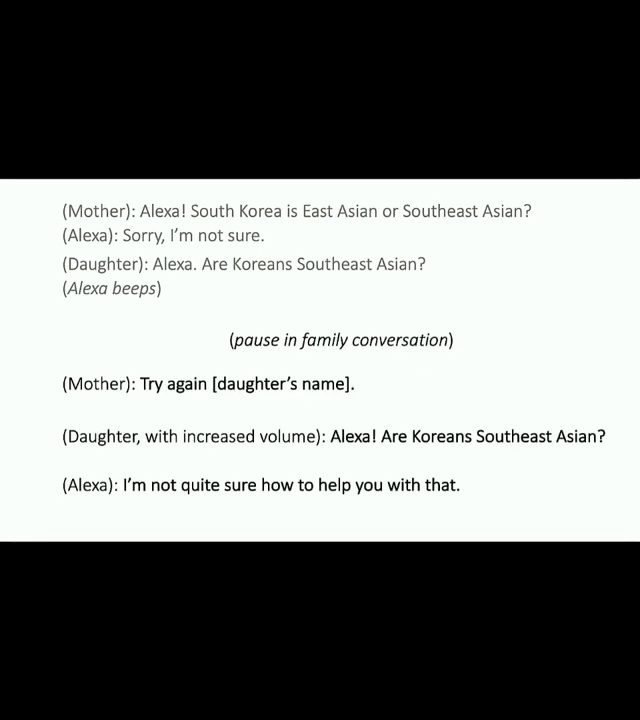 (Mother): Alexa! South Korea is East Asian or Southeast Asian?
(Alexa): Sorry, I’m not sure.
(Daughter): Alexa. Are Koreans Southeast Asian?
(Alexa beeps)
(pause in family conversation)
(Mother): Try again [daughter’s name].
(Daughter, with increased volume): Alexa! Are Koreans Southeast Asian?
(Alexa): I’m not quite sure how to help you with that.